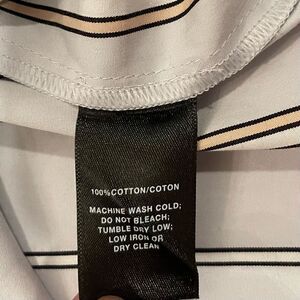 100%COTTON/COTON
MACHINE WASH COLD;
DO NOT BLEACH;
TUMBLE DRY LOW;
LOW IRON OR
DRY CLEAN